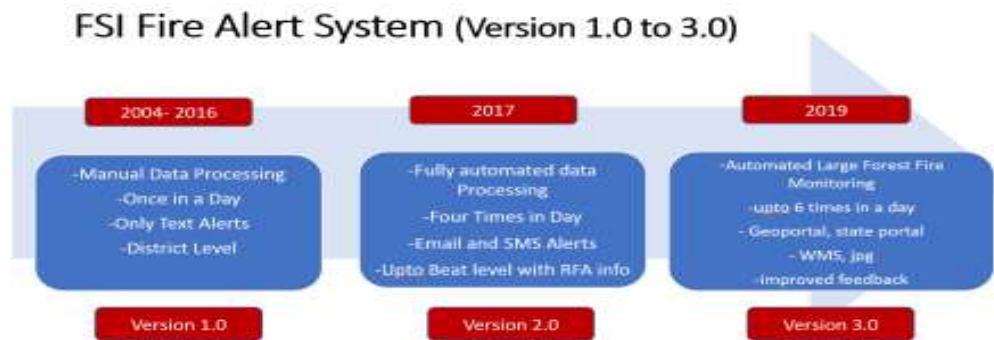 FSI Fire Alert System (Version 1.0 to 3.0)
2004- 2016
-Manual Data Processing
-Once in a Day
-Only Text Alerts
-District Level
Version 1.0
2017
-Fully automated data
Processing
-Four Times in Day
-Email and SMS Alerts
-Upto Beat level with RFA info
Version 2.0
2019
-Automated Large Forest Fire
Monitoring
-upto 6 times in a day
- Geoportal, state portal
- WMS, jpg
-improved feedback
Version 3.0